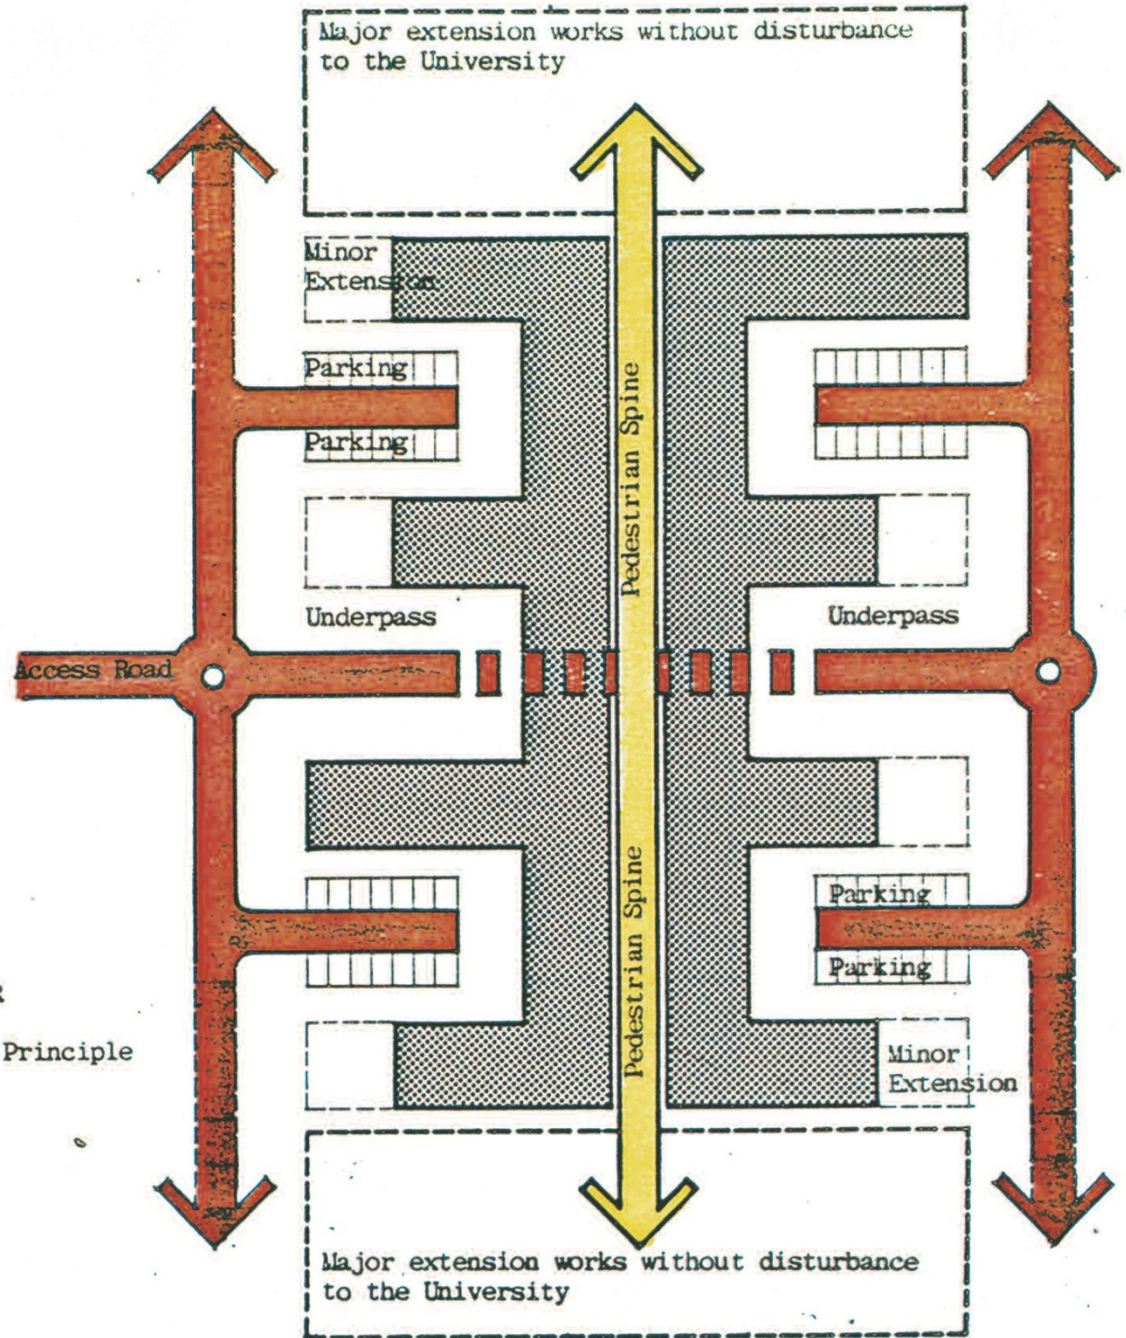 Major extension works without disturbance
to the University
Minor
Extension
Parking
Parking
Pedestrian Spine
Underpass
Underpass
Access Road
Pedestrian Spine
Parking
Parking
R
Principle
Minor
Extension
Major extension works without disturbance
to the University